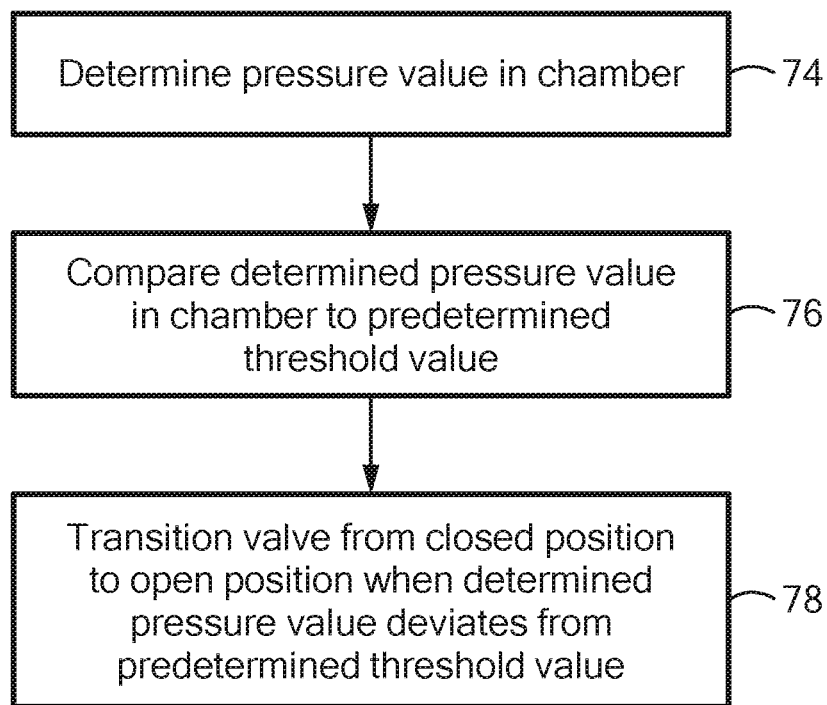 Determine pressure value in chamber
74
Compare determined pressure value
in chamber to predetermined
threshold value
76
Transition valve from closed position
to open position when determined
pressure value deviates from
predetermined threshold value
78